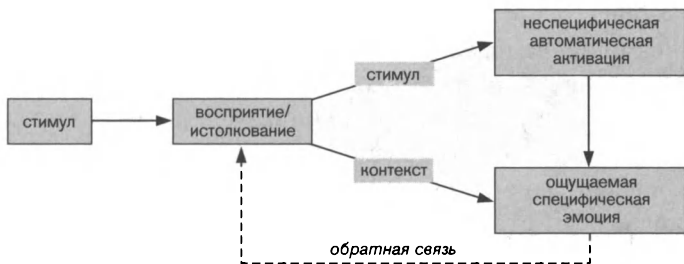 неспецифическая
автоматическая
активация
стимул
стимул
восприятие/
истолкование
контекст
ощущаемая
специфическая
эмоция
обратная связь